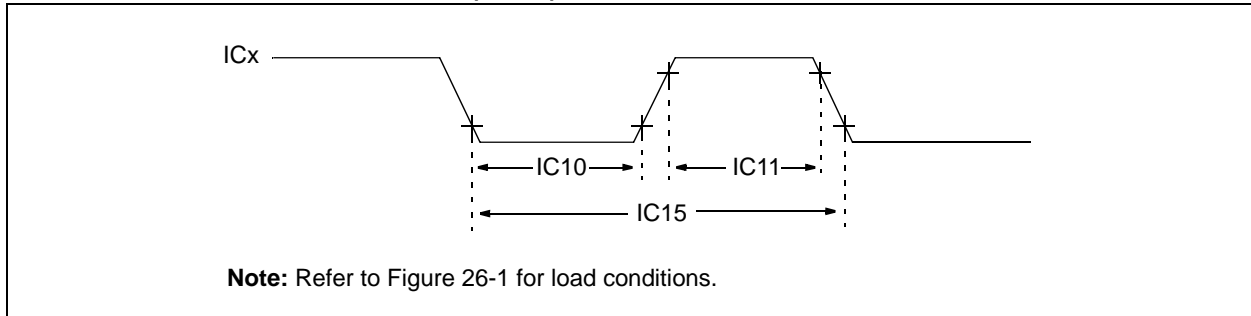 ICx
IC10
IC11
IC15
Note: Refer to Figure 26-1 for load conditions.